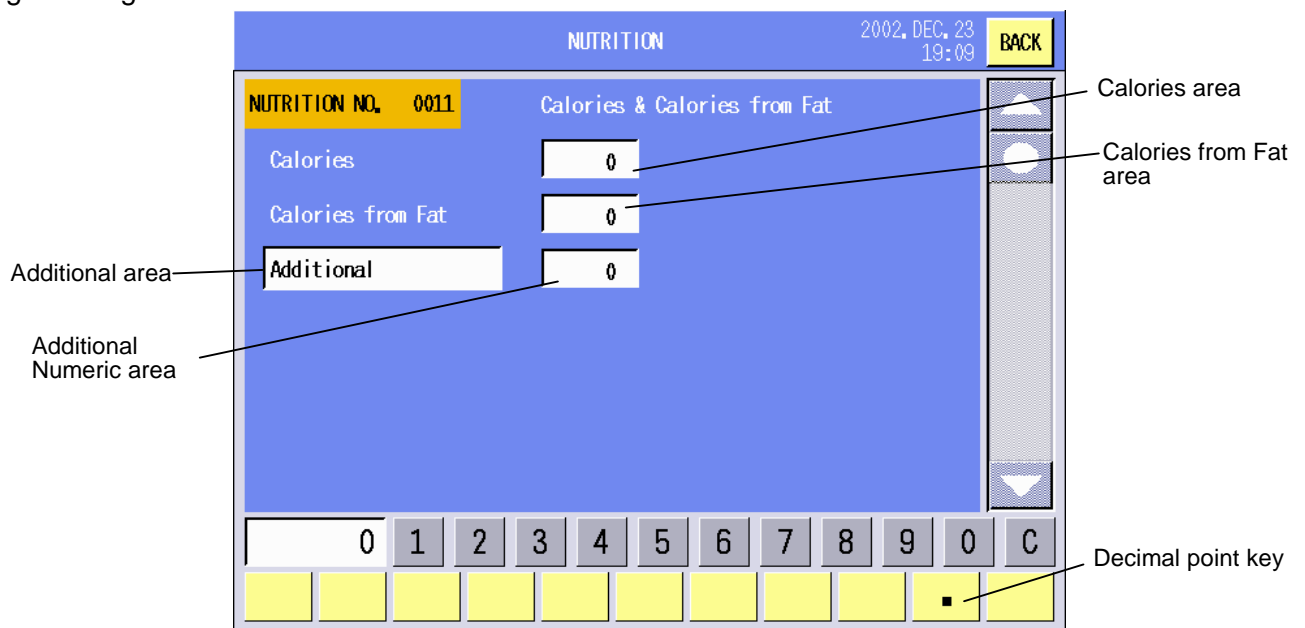 NUTRITION
2002. DEC. 23
19:09
BACK
NUTRITION NO. 0011
Calories & Calories from Fat
Calories area
Calories 0
Calories from Fat area
Calories from Fat 0
Additional area
Additional 0
Additional
Numeric area
0 1 2 3 4 5 6 7 8 9 0 C
.
Decimal point key